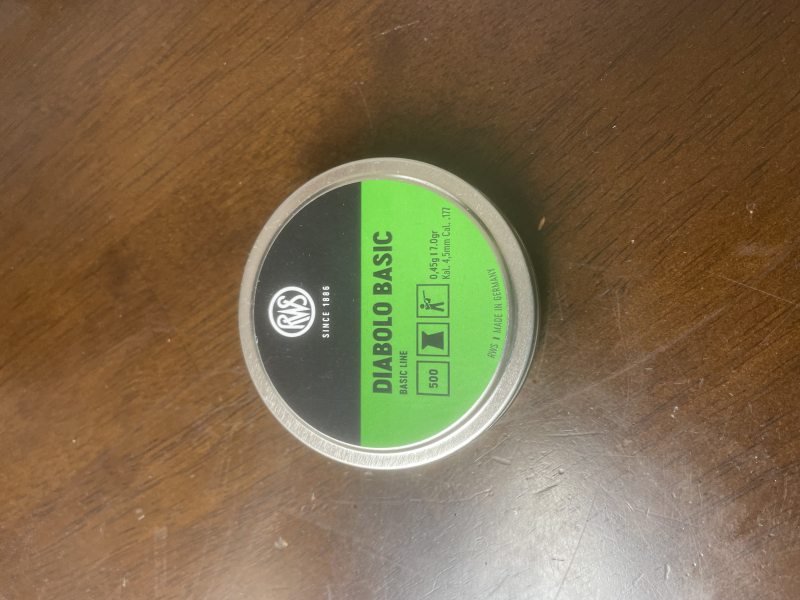 RWS
SINCE 1886
DIABOLO BASIC
BASIC LINE
500
0,45g | 7.0gr
Kal. 4,5mm Cal. .177
RWS MADE IN GERMANY